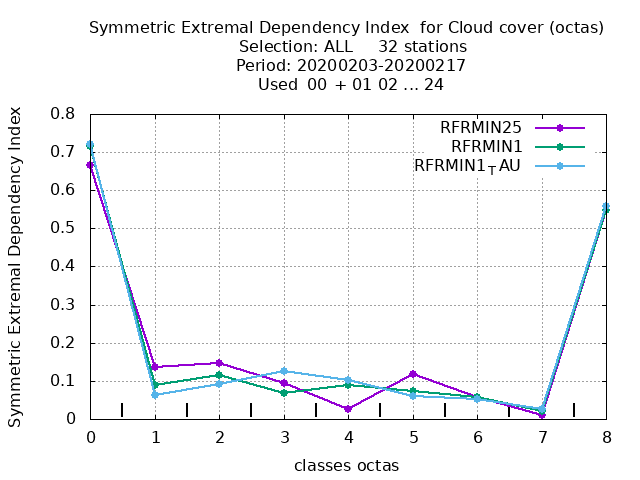 Symmetric Extremal Dependency Index  for Cloud cover (octas)
Selection: ALL     32 stations
Period: 20200203-20200217
Used  00  + 01 02 ... 24
Symmetric Extremal Dependency Index
0.8
0.7
0.6
0.5
0.4
0.3
0.2
0.1
0
RFRMIN25
RFRMIN1
RFRMIN1TAU
0 1 2 3 4 5 6 7 8
classes octas